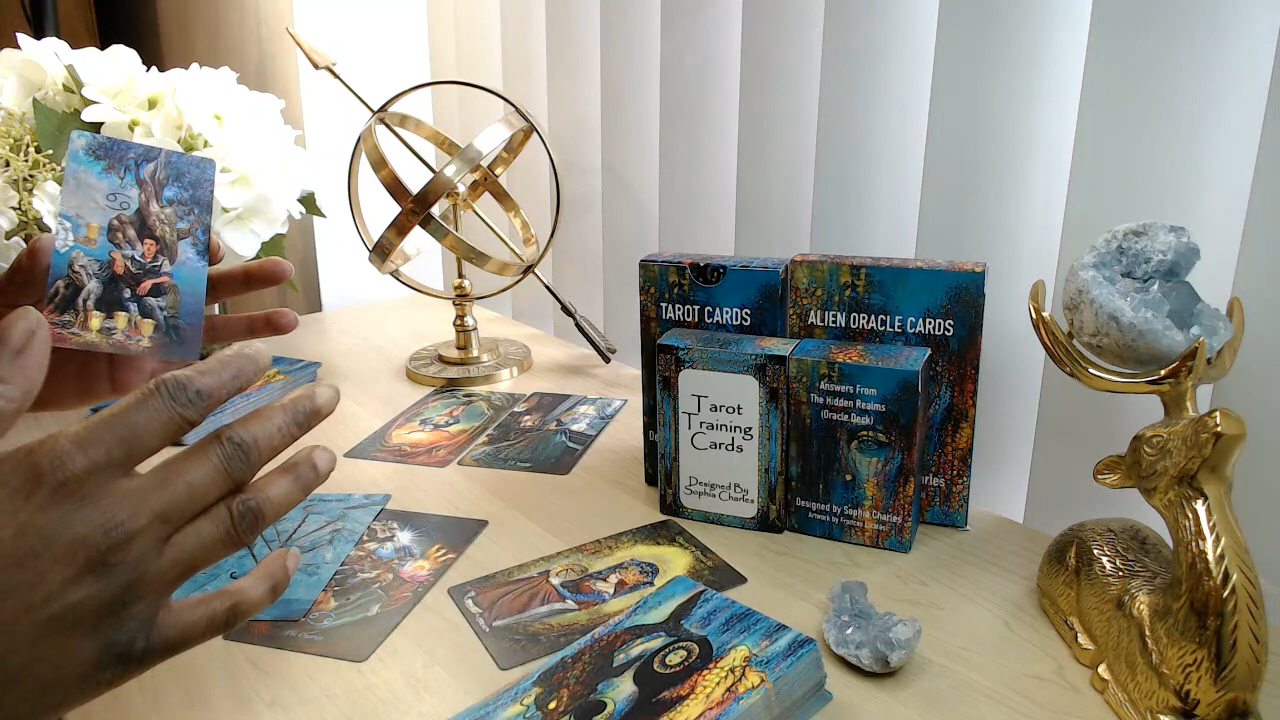 TAROT CARDS
ALIEN ORACLE CARDS
Tarot
Training
Cards
Designed By
Sophia Charles
Answers From
The Hidden Realms
(Oracle Deck)
Designed by Sophia Charles
Artwork by Frances